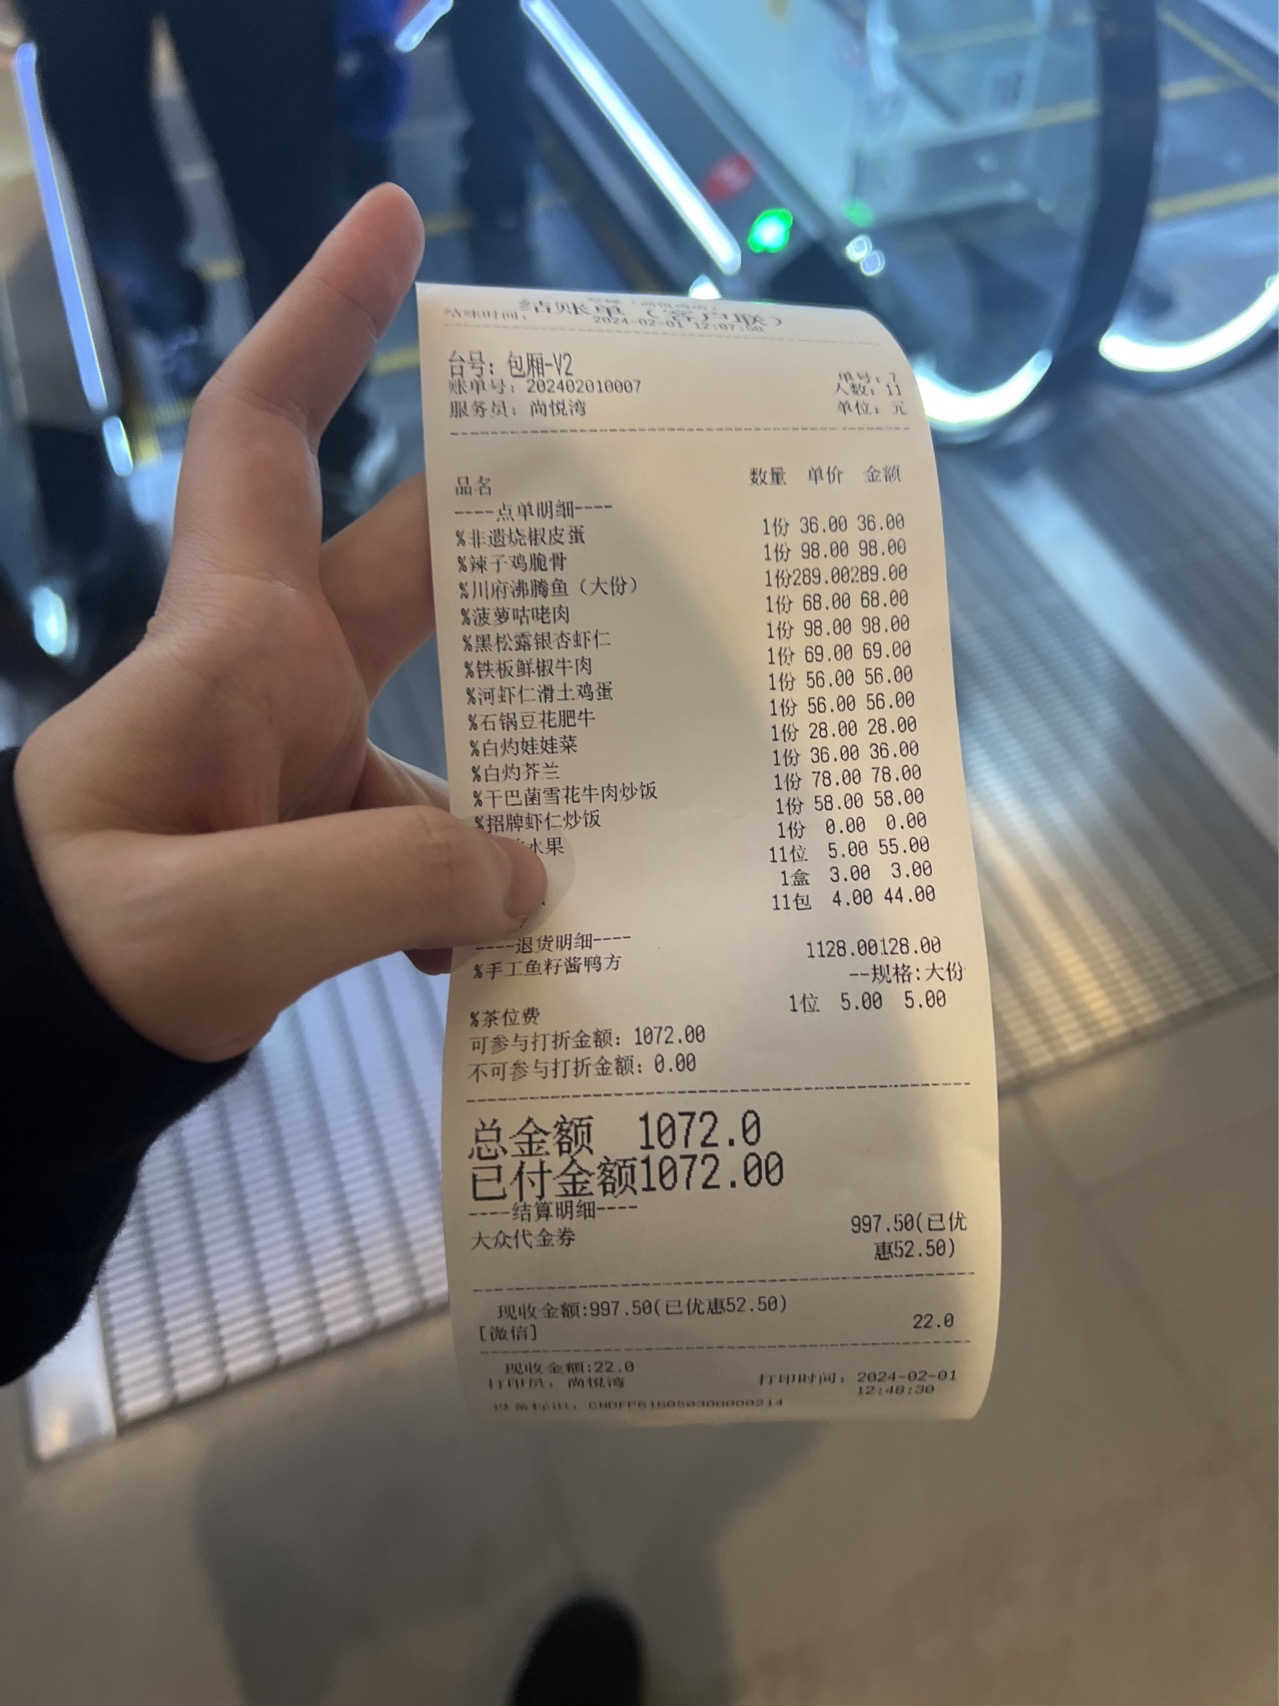 结账单（客户联）
结账时间： 2024-02-01 12:07:50
台号：包厢-V2
单号：7
账单号：202402010007 人数：11
服务员：尚悦湾 单位：元
品名 数量 单价 金额
----点单明细----
%非遗烧椒皮蛋 1份 36.00 36.00
%辣子鸡脆骨 1份 98.00 98.00
%川府沸腾鱼（大份） 1份289.00289.00
%菠萝咕咾肉 1份 68.00 68.00
%黑松露银杏虾仁 1份 98.00 98.00
%铁板鲜椒牛肉 1份 69.00 69.00
%河虾仁滑土鸡蛋 1份 56.00 56.00
%石锅豆花肥牛 1份 56.00 56.00
%白灼娃娃菜 1份 28.00 28.00
%白灼芥兰 1份 36.00 36.00
%干巴菌雪花牛肉炒饭 1份 78.00 78.00
%招牌虾仁炒饭 1份 58.00 58.00
水果 1份 0.00 0.00
11位 5.00 55.00
1盒 3.00 3.00
11包 4.00 44.00
----退货明细----
%手工鱼籽酱鸭方 1128.00128.00
--规格:大份
%茶位费 1位 5.00 5.00
可参与打折金额：1072.00
不可参与打折金额：0.00
总金额 1072.0
已付金额1072.00
----结算明细----
大众代金券 997.50(已优
惠52.50)
现收金额:997.50(已优惠52.50)
[微信] 22.0
现收金额:22.0
打印员：尚悦湾 打印时间：2024-02-01
12:48:30
设备标识：